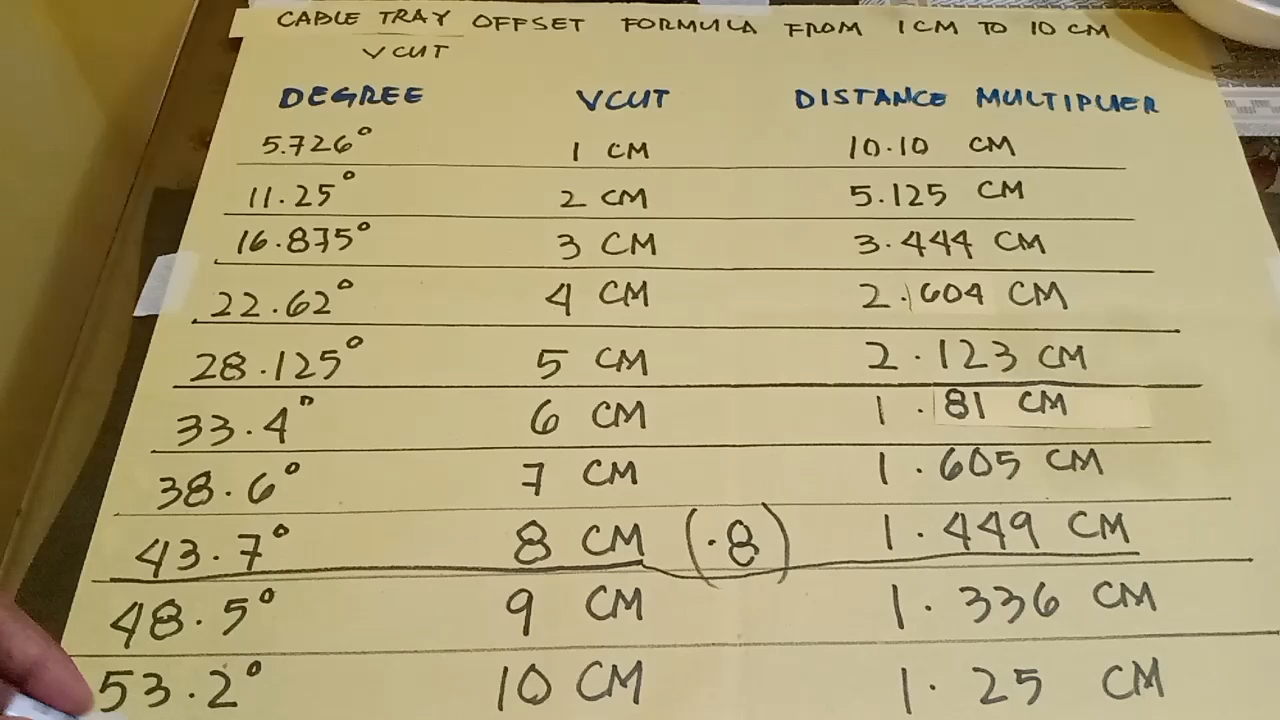 CABLE TRAY OFFSET FORMULA FROM 1CM TO 10 CM
VCUT
DEGREE VCUT DISTANCE MULTIPLIER
5.726° 1 CM 10.10 CM
11.25° 2 CM 5.125 CM
16.875° 3 CM 3.444 CM
22.62° 4 CM 2.604 CM
28.125° 5 CM 2.123 CM
33.4° 6 CM 1.81 CM
38.6° 7 CM 1.605 CM
43.7° 8 CM (.8) 1.449 CM
48.5° 9 CM 1.336 CM
53.2° 10 CM 1.25 CM